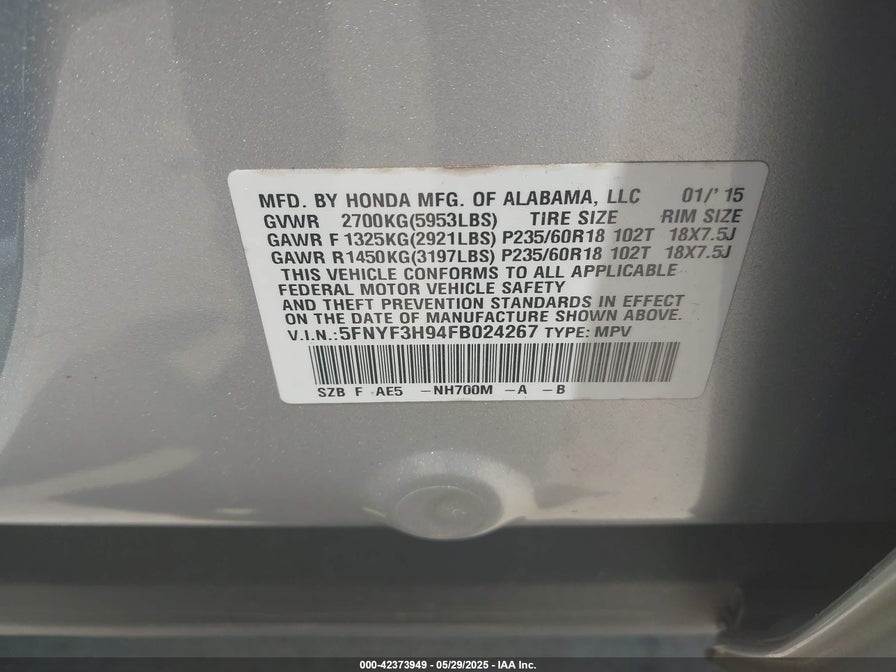 MFD. BY HONDA MFG. OF ALABAMA, LLC 01/'15
GVWR 2700KG(5953LBS) TIRE SIZE RIM SIZE
GAWR F 1325KG(2921LBS) P235/60R18 102T 18X7.5J
GAWR R1450KG(3197LBS) P235/60R18 102T 18X7.5J
THIS VEHICLE CONFORMS TO ALL APPLICABLE
FEDERAL MOTOR VEHICLE SAFETY
AND THEFT PREVENTION STANDARDS IN EFFECT
ON THE DATE OF MANUFACTURE SHOWN ABOVE.
V.I.N.:5FNYF3H94FB024267 TYPE: MPV
SZB F AE5 -NH700M -A -B
000-42373949 — 05/29/2025 — IAA Inc.